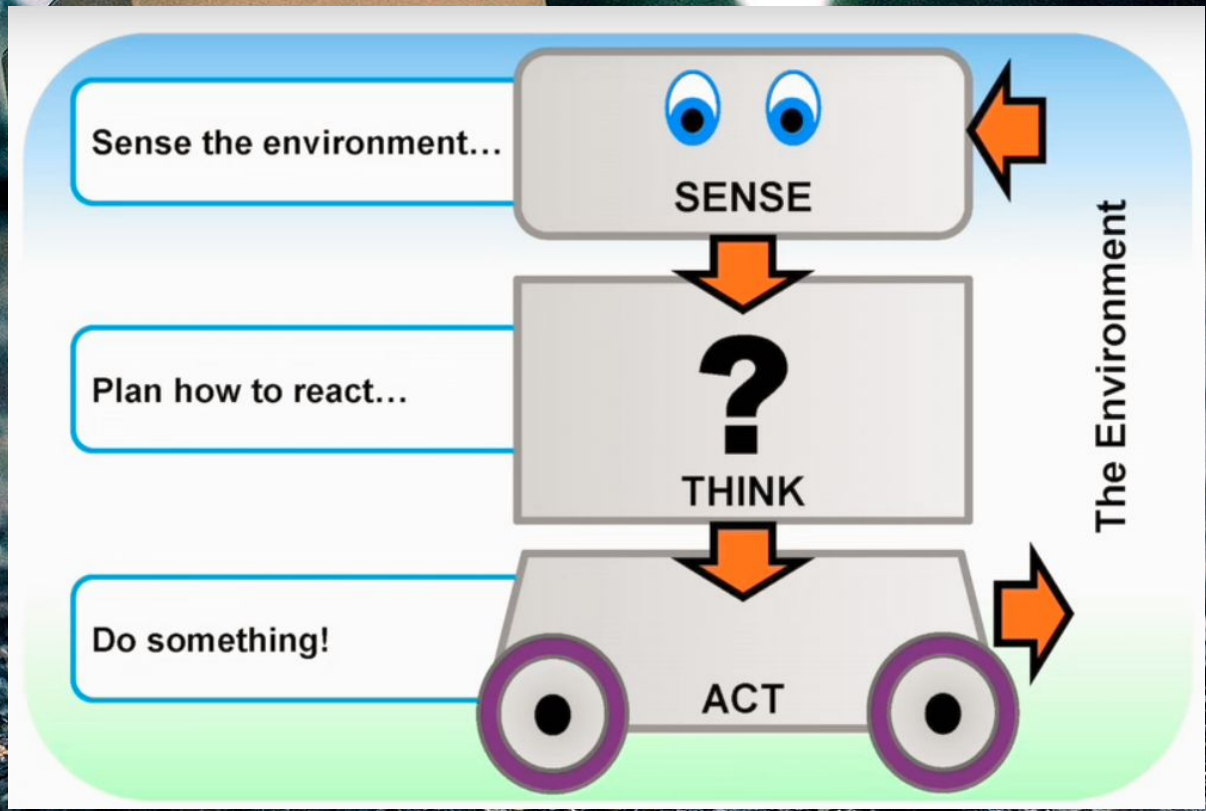 Sense the environment…
SENSE
The Environment
Plan how to react…
?
THINK
Do something!
ACT